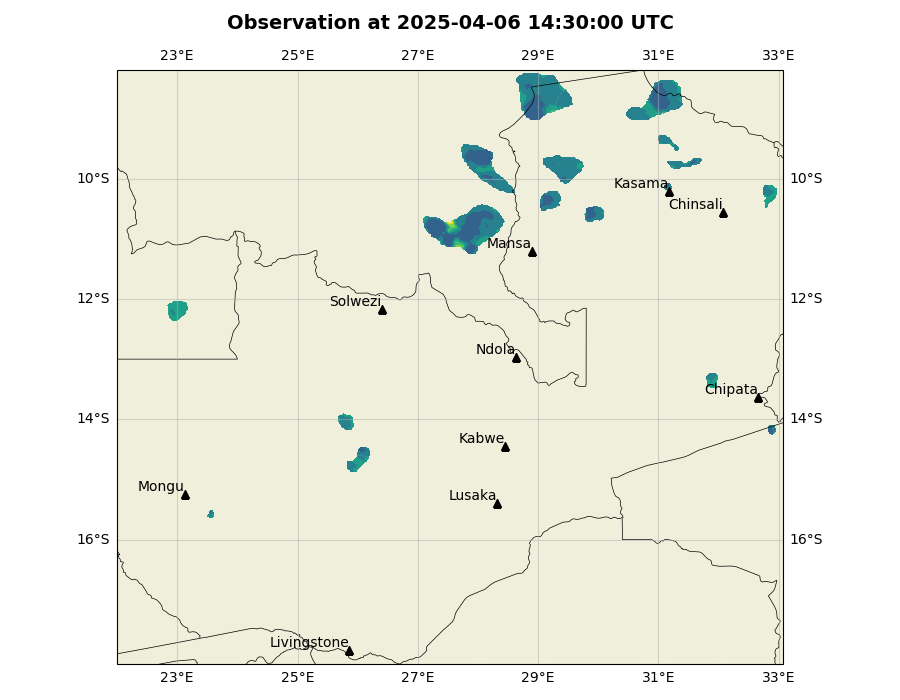 Observation at 2025-04-06 14:30:00 UTC
23°E 25°E 27°E 29°E 31°E 33°E
10°S 10°S
Kasama
Chinsali
Mansa
12°S 12°S
Solwezi
Ndola
Chipata
14°S 14°S
Kabwe
Mongu
Lusaka
16°S 16°S
Livingstone
23°E 25°E 27°E 29°E 31°E 33°E